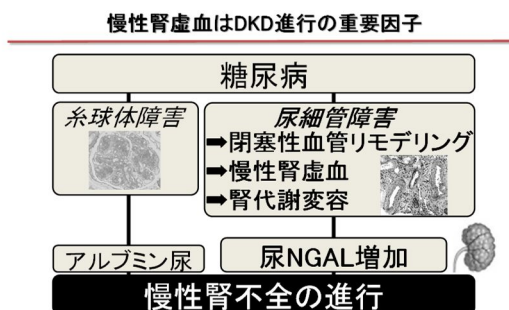 慢性腎虚血はDKD進行の重要因子
糖尿病
糸球体障害
尿細管障害
➡閉塞性血管リモデリング
➡慢性腎虚血
➡腎代謝変容
アルブミン尿
尿NGAL増加
慢性腎不全の進行